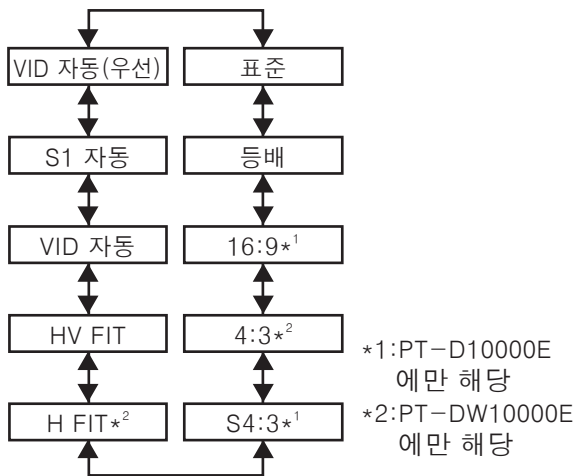 VID 자동(우선)
표준
S1 자동
등배
VID 자동
16:9*1
HV FIT
4:3*2
H FIT*2
S4:3*1
*1:PT-D10000E
에만 해당
*2:PT-DW10000E
에만 해당